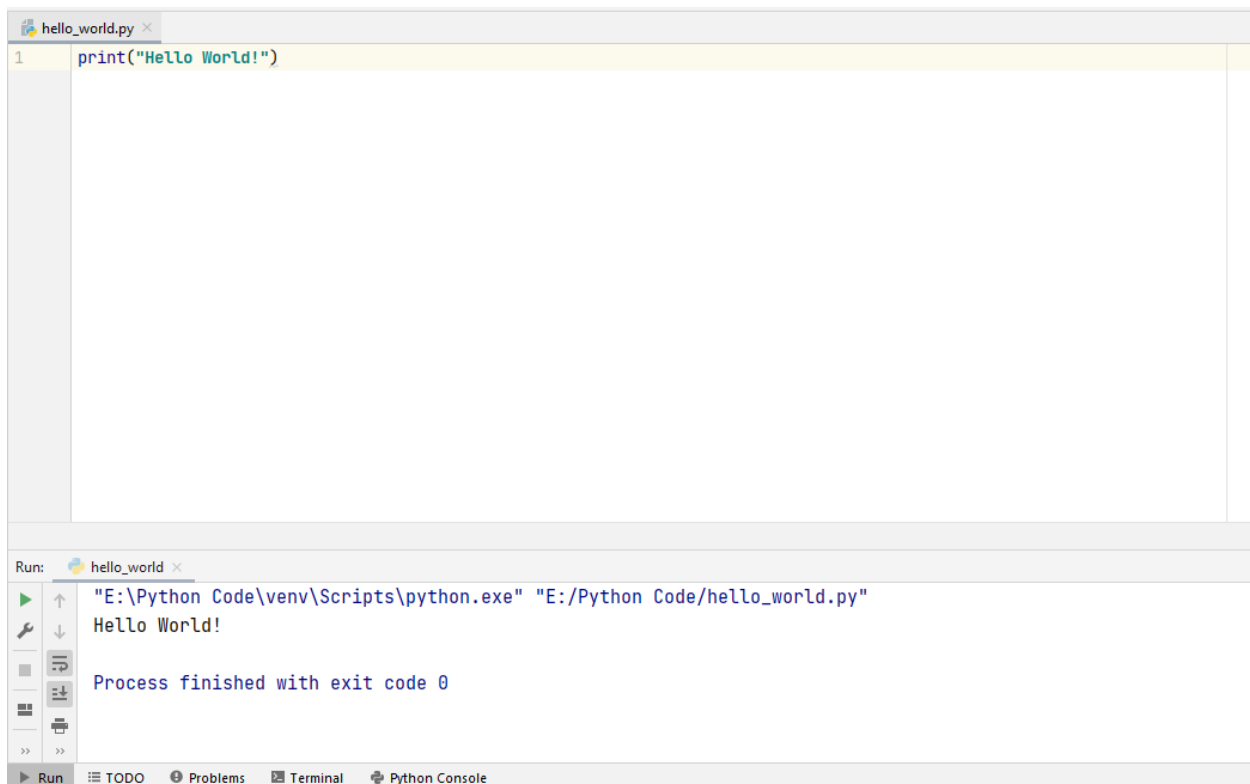 hello_world.py
1 print("Hello World!")
Run: hello_world
"E:\Python Code\venv\Scripts\python.exe" "E:/Python Code/hello_world.py"
Hello World!
Process finished with exit code 0
Run TODO Problems Terminal Python Console